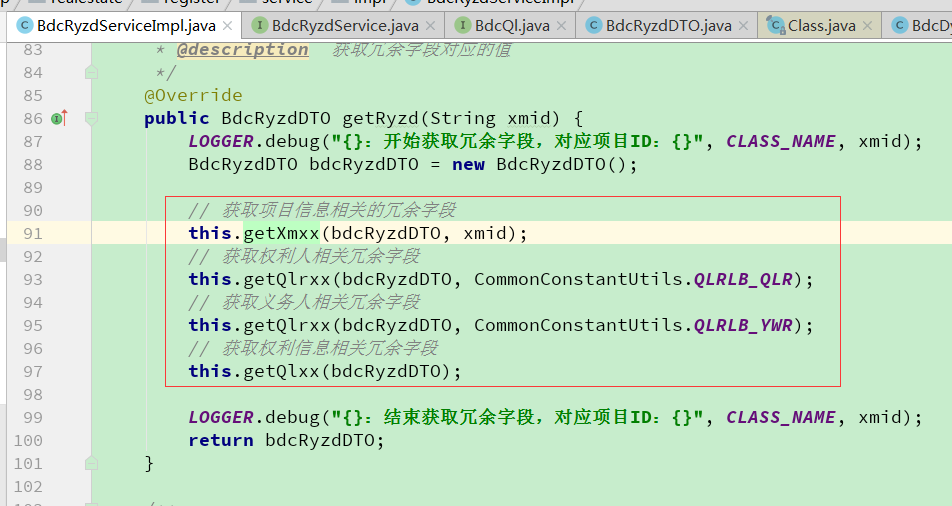 realestate register service impl BdcRyzdServiceImpl
BdcRyzdServiceImpl.java × BdcRyzdService.java × BdcQl.java × BdcRyzdDTO.java × Class.java × BdcDy
83 * @description 获取冗余字段对应的值
84 */
85 @Override
86 public BdcRyzdDTO getRyzd(String xmid) {
87 LOGGER.debug("{}：开始获取冗余字段，对应项目ID：{}", CLASS_NAME, xmid);
88 BdcRyzdDTO bdcRyzdDTO = new BdcRyzdDTO();
89
90 // 获取项目信息相关的冗余字段
91 this.getXmxx(bdcRyzdDTO, xmid);
92 // 获取权利人相关冗余字段
93 this.getQlrxx(bdcRyzdDTO, CommonConstantUtils.QLRLB_QLR);
94 // 获取义务人相关冗余字段
95 this.getQlrxx(bdcRyzdDTO, CommonConstantUtils.QLRLB_YWR);
96 // 获取权利信息相关冗余字段
97 this.getQlxx(bdcRyzdDTO);
98
99 LOGGER.debug("{}：结束获取冗余字段，对应项目ID：{}", CLASS_NAME, xmid);
100 return bdcRyzdDTO;
101 }
102